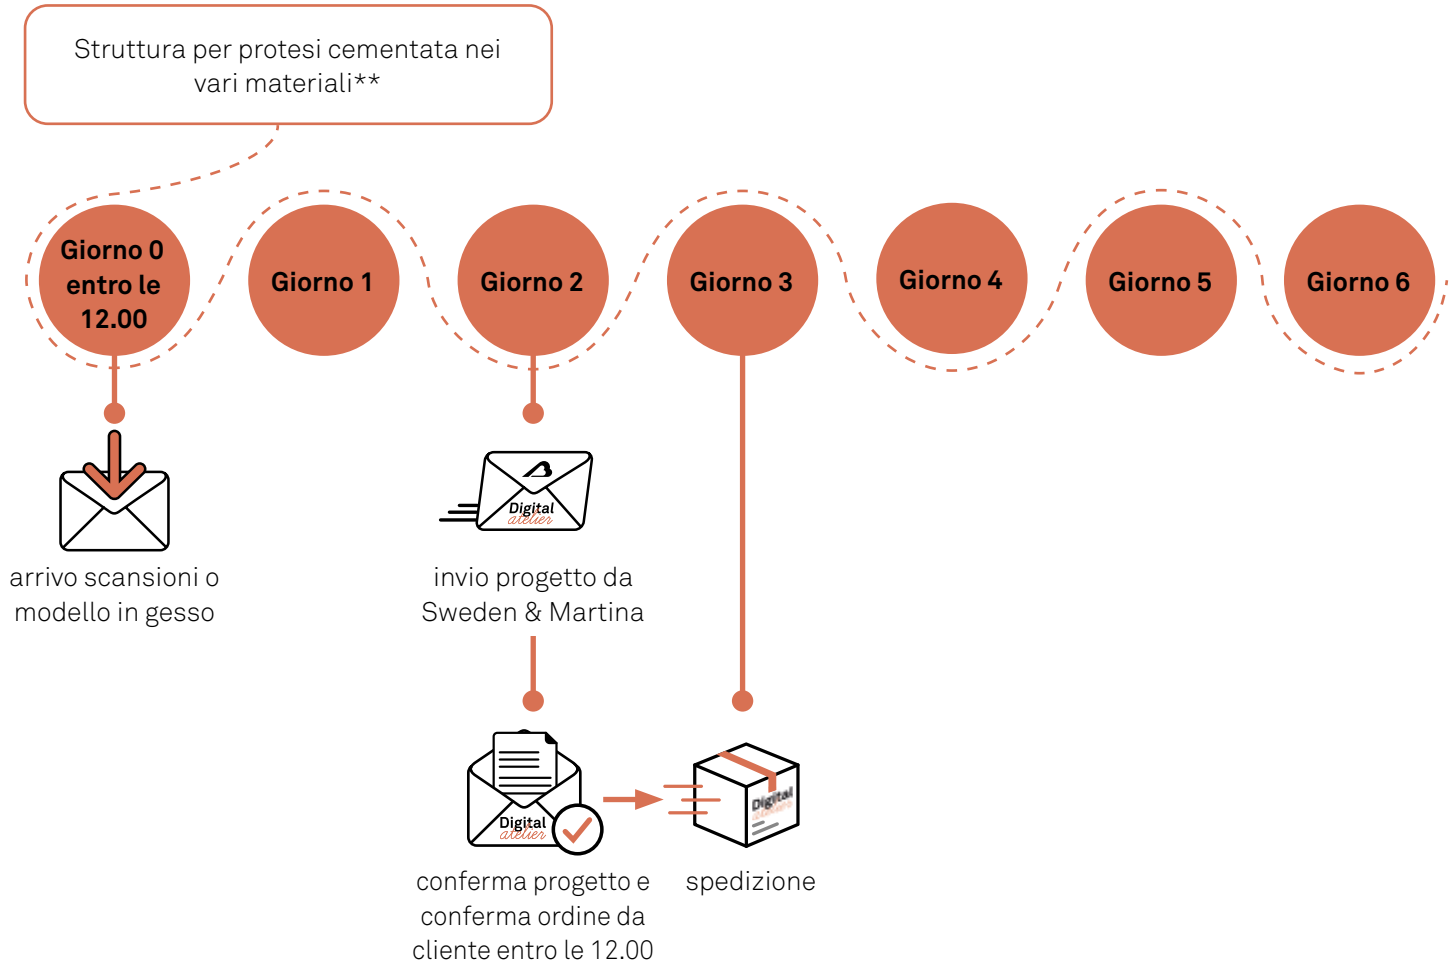 Struttura per protesi cementata nei
vari materiali**
Giorno 0
entro le
12.00
Giorno 1
Giorno 2
Giorno 3
Giorno 4
Giorno 5
Giorno 6
arrivo scansioni o
modello in gesso
Digital
atelier
invio progetto da
Sweden & Martina
Digital
atelier
conferma progetto e
conferma ordine da
cliente entro le 12.00
Digital
atelier
spedizione